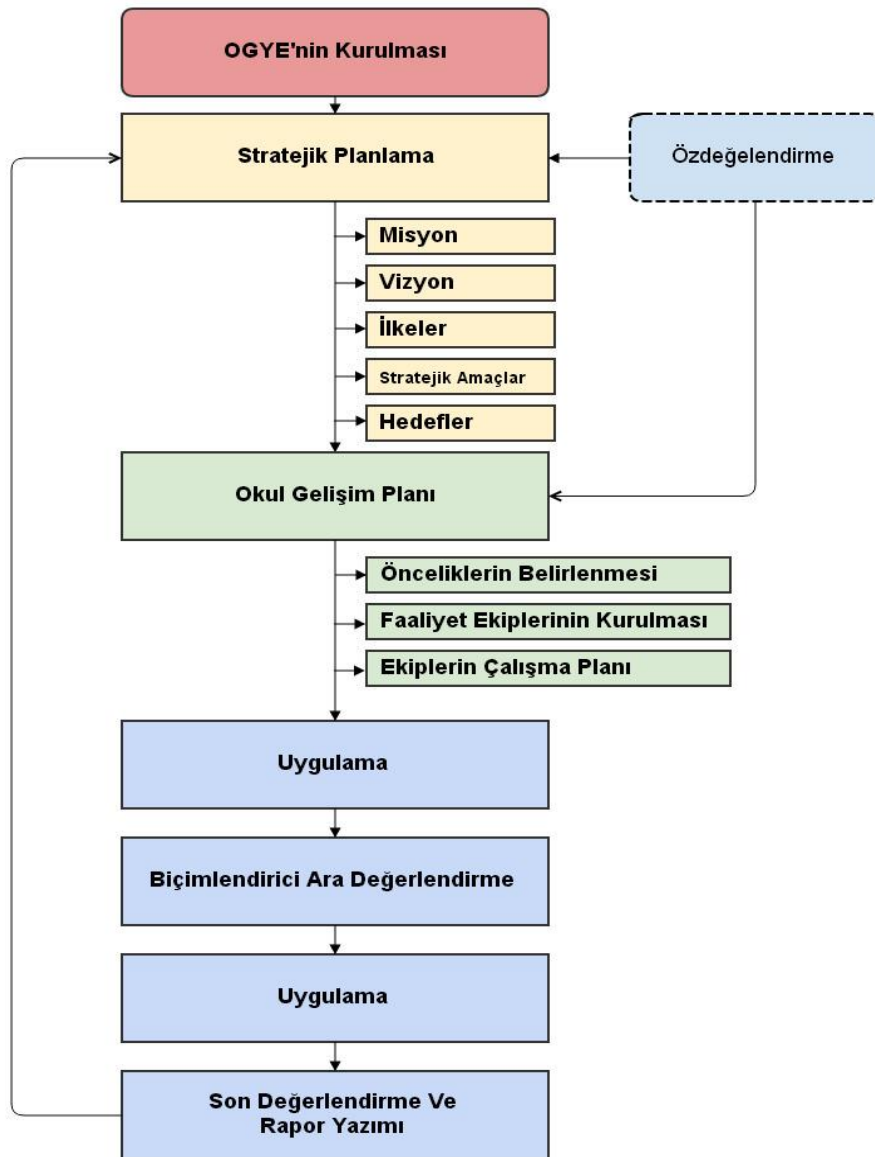 OGYE'nin Kurulması
Stratejik Planlama
Özdeğelendirme
Misyon
Vizyon
İlkeler
Stratejik Amaçlar
Hedefler
Okul Gelişim Planı
Önceliklerin Belirlenmesi
Faaliyet Ekiplerinin Kurulması
Ekiplerin Çalışma Planı
Uygulama
Biçimlendirici Ara Değerlendirme
Uygulama
Son Değerlendirme Ve
Rapor Yazımı